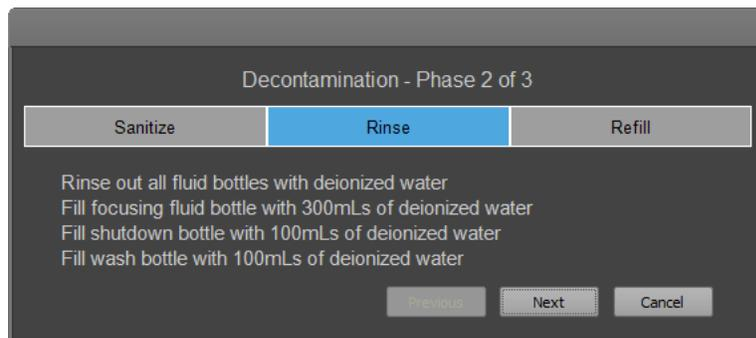 Decontamination - Phase 2 of 3
Sanitize Rinse Refill
Rinse out all fluid bottles with deionized water
Fill focusing fluid bottle with 300mLs of deionized water
Fill shutdown bottle with 100mLs of deionized water
Fill wash bottle with 100mLs of deionized water
Previous Next Cancel